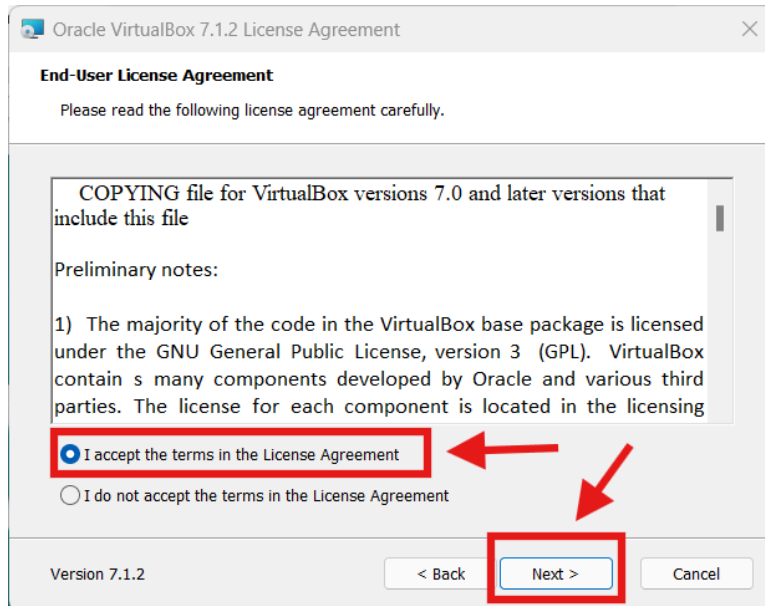 Oracle VirtualBox 7.1.2 License Agreement
End-User License Agreement
Please read the following license agreement carefully.
COPYING file for VirtualBox versions 7.0 and later versions that
include this file
Preliminary notes:
1) The majority of the code in the VirtualBox base package is licensed
under the GNU General Public License, version 3 (GPL). VirtualBox
contain s many components developed by Oracle and various third
parties. The license for each component is located in the licensing
I accept the terms in the License Agreement
I do not accept the terms in the License Agreement
Version 7.1.2
< Back
Next >
Cancel